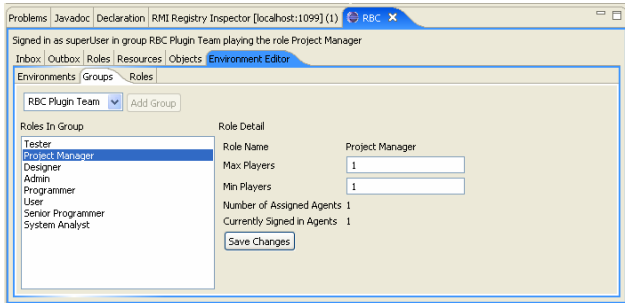 Problems Javadoc Declaration RMI Registry Inspector [localhost:1099] (1) RBC
Signed in as superUser in group RBC Plugin Team playing the role Project Manager
Inbox Outbox Roles Resources Objects Environment Editor
Environments Groups Roles
RBC Plugin Team Add Group
Roles In Group
Tester
Project Manager
Designer
Admin
Programmer
User
Senior Programmer
System Analyst
Role Detail
Role Name Project Manager
Max Players 1
Min Players 1
Number of Assigned Agents 1
Currently Signed in Agents 1
Save Changes